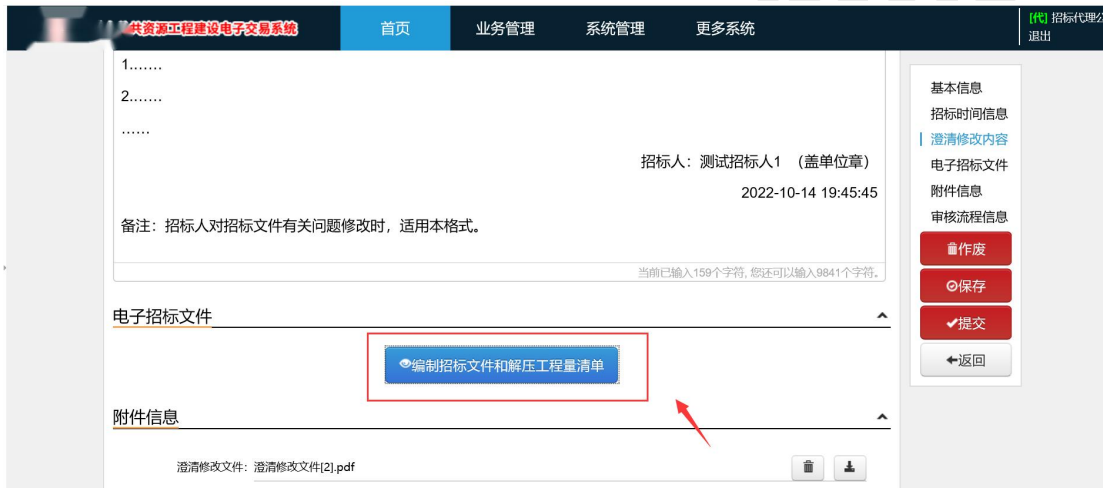 共资源工程建设电子交易系统
首页
业务管理
系统管理
更多系统
[代] 招标代理公
退出
1.......
2.......
......
招标人：测试招标人1 （盖单位章）
2022-10-14 19:45:45
备注：招标人对招标文件有关问题修改时，适用本格式。
当前已输入159个字符, 您还可以输入9841个字符。
电子招标文件
编制招标文件和解压工程量清单
附件信息
澄清修改文件：澄清修改文件[2].pdf
基本信息
招标时间信息
澄清修改内容
电子招标文件
附件信息
审核流程信息
作废
保存
提交
返回